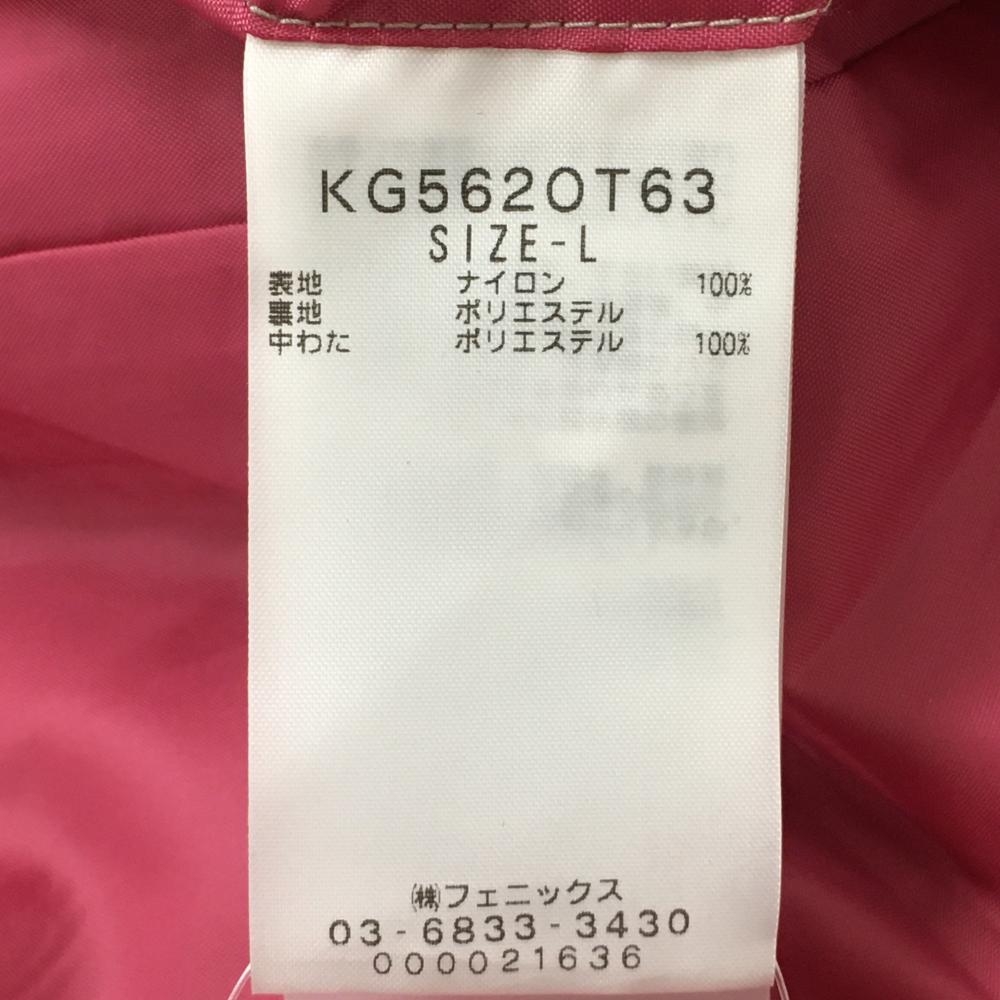 KG562OT63
SIZE-L
表地 ナイロン 100%
裏地 ポリエステル
中わた ポリエステル 100%
㈱フェニックス
03-6833-3430
000021636